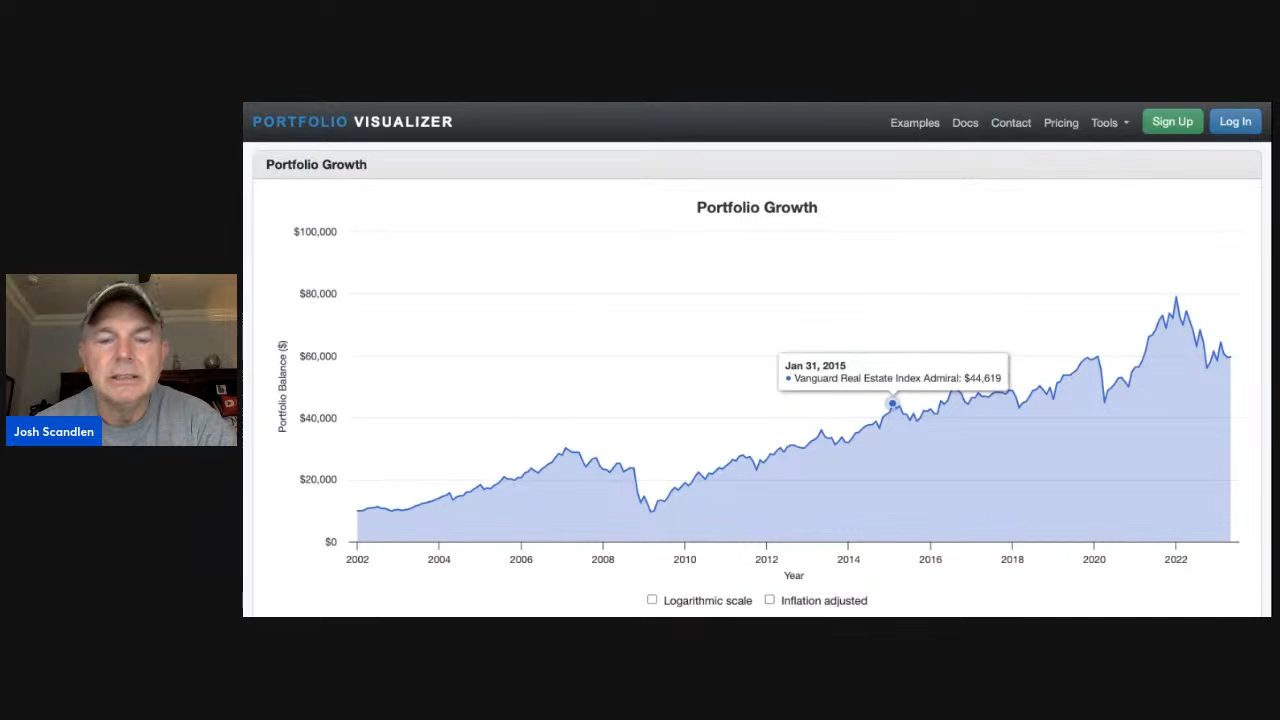 PORTFOLIO VISUALIZER
Examples Docs Contact Pricing Tools Sign Up Log In
Portfolio Growth
Portfolio Growth
$100,000
$80,000
$60,000
$40,000
$20,000
$0
Portfolio Balance ($)
Jan 31, 2015
Vanguard Real Estate Index Admiral: $44,619
2002 2004 2006 2008 2010 2012 2014 2016 2018 2020 2022
Year
Logarithmic scale Inflation adjusted
Josh Scandlen